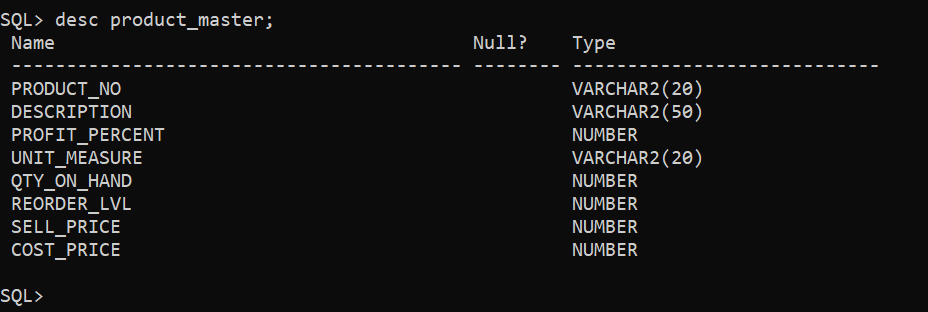 SQL> desc product_master;
Name Null? Type
----------------------------------------- -------- ----------------------------
PRODUCT_NO VARCHAR2(20)
DESCRIPTION VARCHAR2(50)
PROFIT_PERCENT NUMBER
UNIT_MEASURE VARCHAR2(20)
QTY_ON_HAND NUMBER
REORDER_LVL NUMBER
SELL_PRICE NUMBER
COST_PRICE NUMBER
SQL>